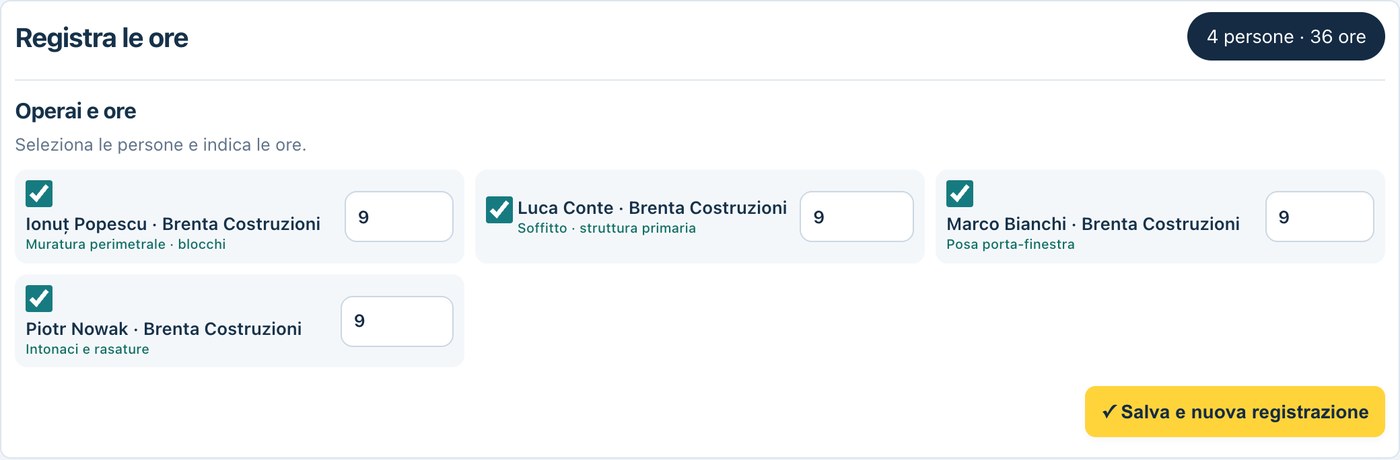 Registra le ore
4 persone · 36 ore
Operai e ore
Seleziona le persone e indica le ore.
Ionuț Popescu · Brenta Costruzioni
Muratura perimetrale · blocchi
9
Luca Conte · Brenta Costruzioni
Soffitto · struttura primaria
9
Marco Bianchi · Brenta Costruzioni
Posa porta-finestra
9
Piotr Nowak · Brenta Costruzioni
Intonaci e rasature
9
✓ Salva e nuova registrazione